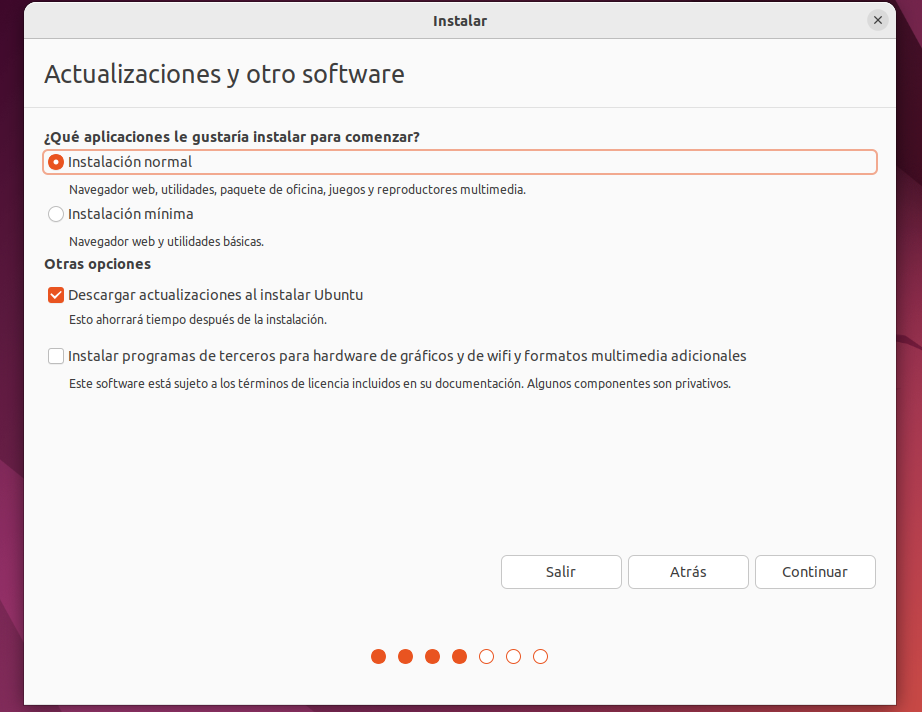 Instalar
Actualizaciones y otro software
¿Qué aplicaciones le gustaría instalar para comenzar?
Instalación normal
Navegador web, utilidades, paquete de oficina, juegos y reproductores multimedia.
Instalación mínima
Navegador web y utilidades básicas.
Otras opciones
Descargar actualizaciones al instalar Ubuntu
Esto ahorrará tiempo después de la instalación.
Instalar programas de terceros para hardware de gráficos y de wifi y formatos multimedia adicionales
Este software está sujeto a los términos de licencia incluidos en su documentación. Algunos componentes son privativos.
Salir
Atrás
Continuar